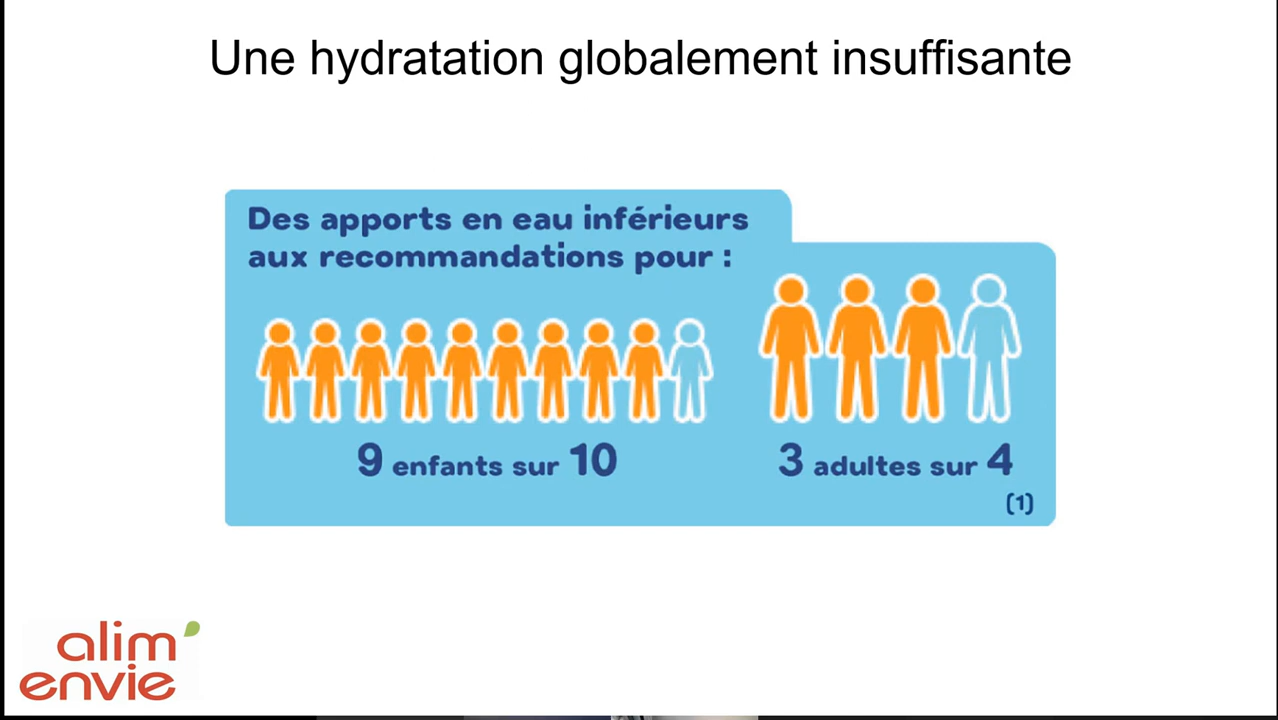 Une hydratation globalement insuffisante
Des apports en eau inférieurs
aux recommandations pour :
9 enfants sur 10
3 adultes sur 4
(1)
alim'
envie